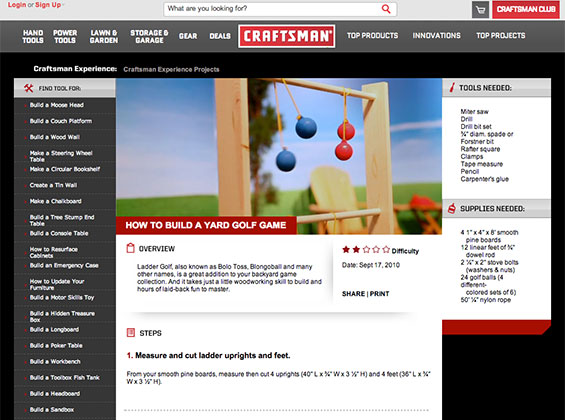 Login or Sign Up
What are you looking for?
CRAFTSMAN CLUB
HAND TOOLS
POWER TOOLS
LAWN & GARDEN
STORAGE & GARAGE
GEAR
DEALS
CRAFTSMAN
TOP PRODUCTS
INNOVATIONS
TOP PROJECTS
Craftsman Experience: Craftsman Experience Projects
FIND TOOL FOR:
Build a Moose Head
Build a Couch Platform
Build a Wood Wall
Make a Steering Wheel
Table
Make a Circular Bookshelf
Create a Tin Wall
Make a Chalkboard
Build a Tree Stump End
Table
Build a Console Table
How to Resurface
Cabinets
Build an Emergency Case
How to Update Your
Furniture
Build a Motor Skills Toy
Build a Hidden Treasure
Box
Build a Longboard
Build a Poker Table
Build a Workbench
Build a Toolbox Fish Tank
Build a Headboard
Build a Sandbox
HOW TO BUILD A YARD GOLF GAME
OVERVIEW
Ladder Golf, also known as Bolo Toss, Blongoball and many
other names, is a great addition to your backyard game
collection. And it takes just a little woodworking skill to build and
hours of laid-back fun to master.
Difficulty
Date: Sept 17, 2010
SHARE | PRINT
STEPS
1. Measure and cut ladder uprights and feet.
From your smooth pine boards, measure then cut 4 uprights (40" L x ¾" W x 3 ½" H) and 4 feet (36" L x ¾"
W x 3 ½" H).
TOOLS NEEDED:
Miter saw
Drill
Drill bit set
¾" diam. spade or
Forstner bit
Rafter square
Clamps
Tape measure
Pencil
Carpenter's glue
SUPPLIES NEEDED:
4 1" x 4" x 8' smooth
pine boards
12 linear feet of ¾"
dowel rod
2 ¼" x 2" stove bolts
(washers & nuts)
24 golf balls (4
different-
colored sets of 6)
50' ¼" nylon rope